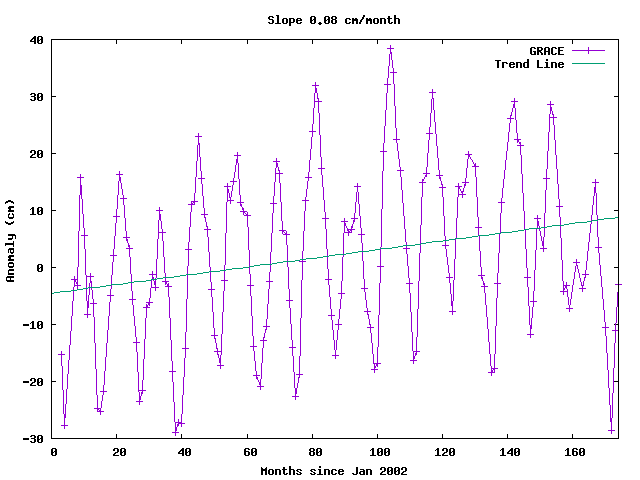 Slope 0.08 cm/month
GRACE
Trend Line
40
30
20
10
0
-10
-20
-30
Anomaly (cm)
0 20 40 60 80 100 120 140 160
Months since Jan 2002